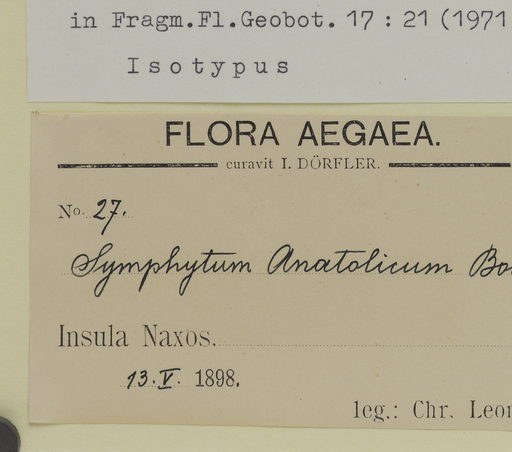 in Fragm.Fl.Geobot. 17 : 21 (1971
Isotypus
FLORA AEGAEA.
curavit I. DÖRFLER.
No. 27.
Symphytum Anatolicum
Insula Naxos.
13.V. 1898.
leg.: Chr. Leon